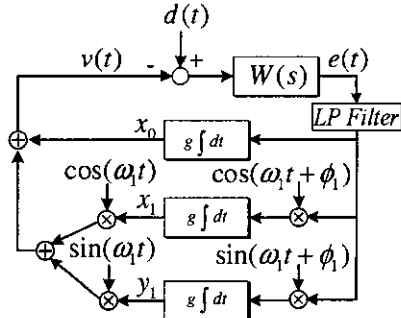 d(t)
v(t) - + W(s) e(t)
LP Filter
x₀ g ∫ dt
cos(ω₁t) x₁ g ∫ dt cos(ω₁t + ϕ₁)
sin(ω₁t) y₁ g ∫ dt sin(ω₁t + ϕ₁)